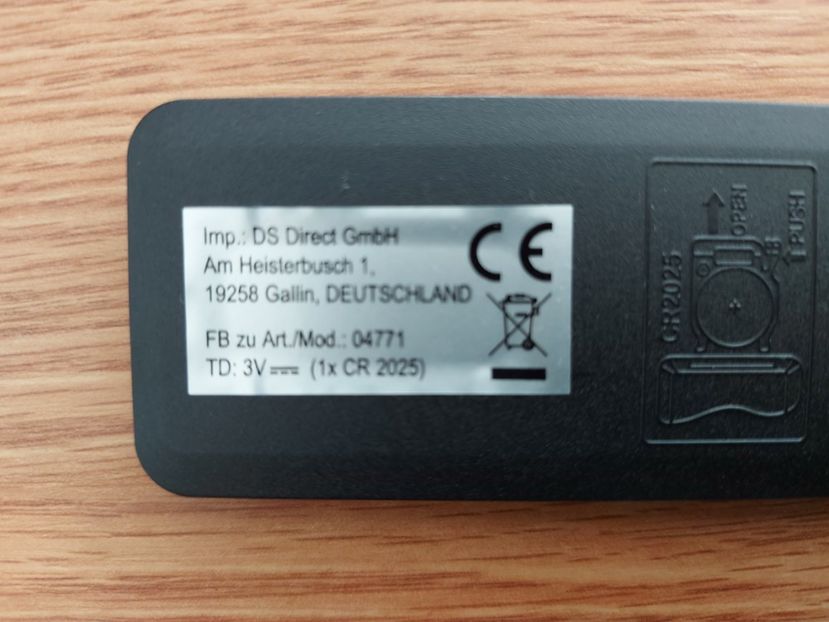 Imp.: DS Direct GmbH
Am Heisterbusch 1,
19258 Gallin, DEUTSCHLAND
FB zu Art./Mod.: 04771
TD: 3V⎓ (1x CR 2025)
CE
CR2025
OPEN
PUSH